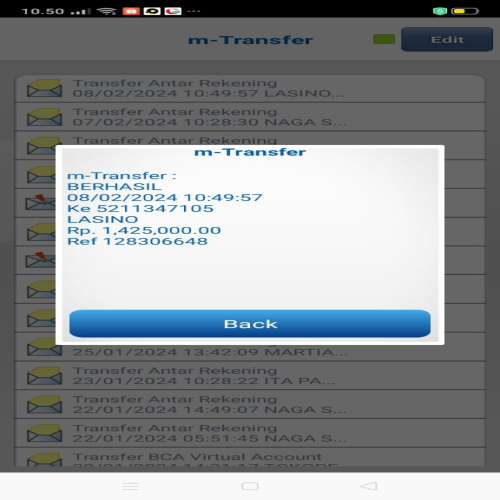 10.50
m-Transfer
Edit
Transfer Antar Rekening
08/02/2024 10:49:57 LASINO...
Transfer Antar Rekening
07/02/2024 10:28:30 NAGA S...
Transfer Antar Rekening
m-Transfer
m-Transfer :
BERHASIL
08/02/2024 10:49:57
Ke 5211347105
LASINO
Rp. 1,425,000.00
Ref 128306648
Back
25/01/2024 13:42:09 MARTIA...
Transfer Antar Rekening
23/01/2024 10:28:22 ITA PA...
Transfer Antar Rekening
22/01/2024 14:49:07 NAGA S...
Transfer Antar Rekening
22/01/2024 05:51:45 NAGA S...
Transfer BCA Virtual Account